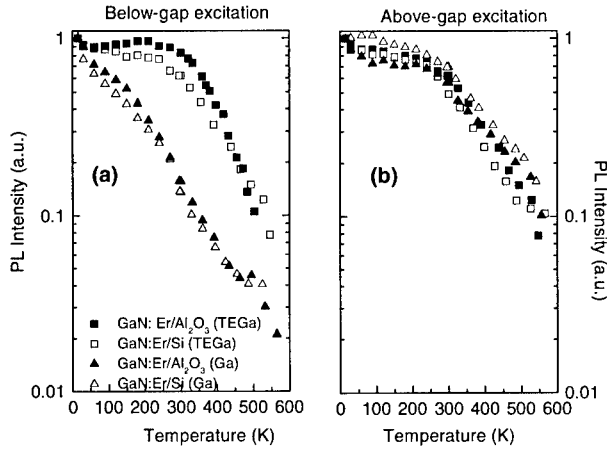 Below-gap excitation
Above-gap excitation
1
0.1
0.01
PL Intensity (a.u.)
(a)
GaN: Er/Al2O3 (TEGa)
GaN:Er/Si (TEGa)
GaN:Er/Al2O3 (Ga)
GaN:Er/Si (Ga)
0 100 200 300 400 500 600
Temperature (K)
(b)
1
0.1
0.01
PL Intensity (a.u.)
0 100 200 300 400 500 600
Temperature (K)